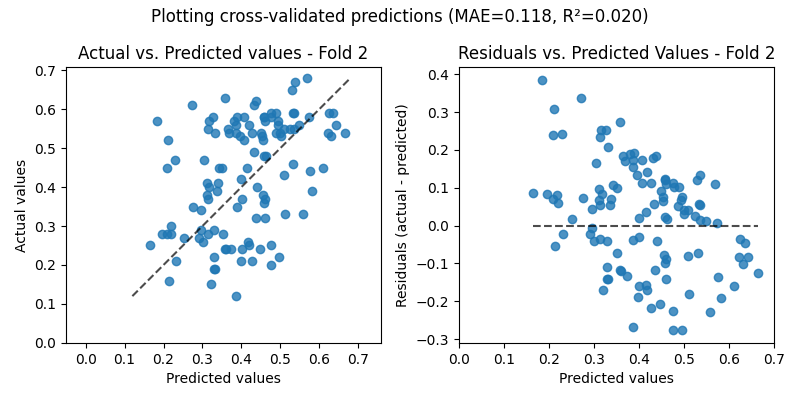 Plotting cross-validated predictions (MAE=0.118, R²=0.020)
Actual vs. Predicted values - Fold 2
Residuals vs. Predicted Values - Fold 2
0.7
0.6
0.5
0.4
0.3
0.2
0.1
0.0
Actual values
0.0 0.1 0.2 0.3 0.4 0.5 0.6 0.7
Predicted values
0.4
0.3
0.2
0.1
0.0
−0.1
−0.2
−0.3
Residuals (actual - predicted)
0.0 0.1 0.2 0.3 0.4 0.5 0.6 0.7
Predicted values